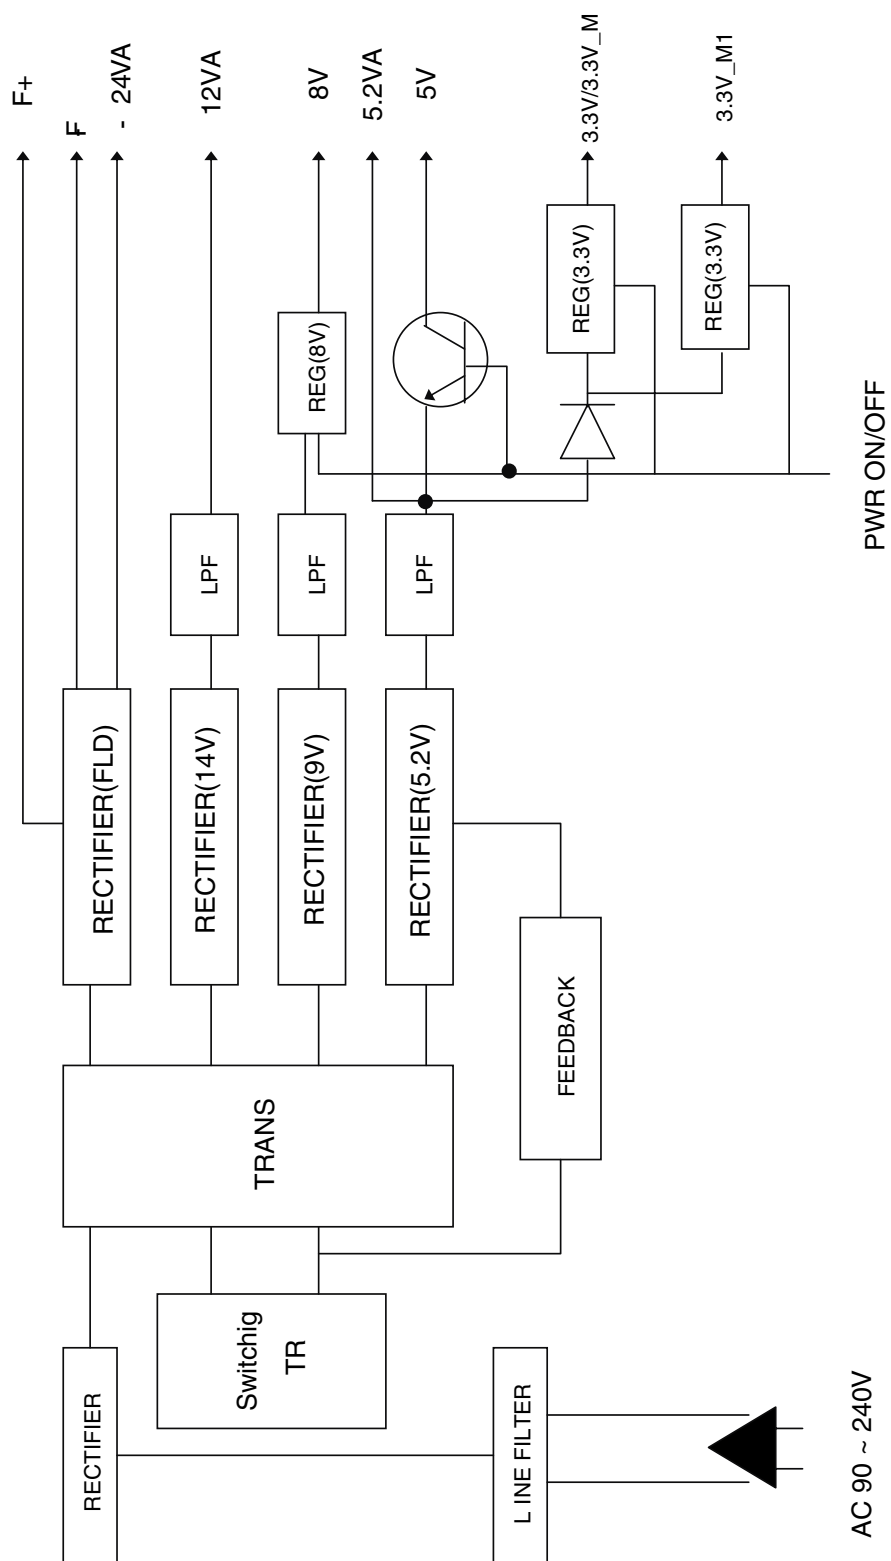 F+
F-
- 24VA
12VA
8V
5.2VA
5V
3.3V/3.3V_M
3.3V_M1
REG(8V)
REG(3.3V)
REG(3.3V)
LPF
LPF
LPF
PWR ON/OFF
RECTIFIER(FLD)
RECTIFIER(14V)
RECTIFIER(9V)
RECTIFIER(5.2V)
FEEDBACK
TRANS
Switchig
TR
RECTIFIER
L INE FILTER
AC 90 ~ 240V